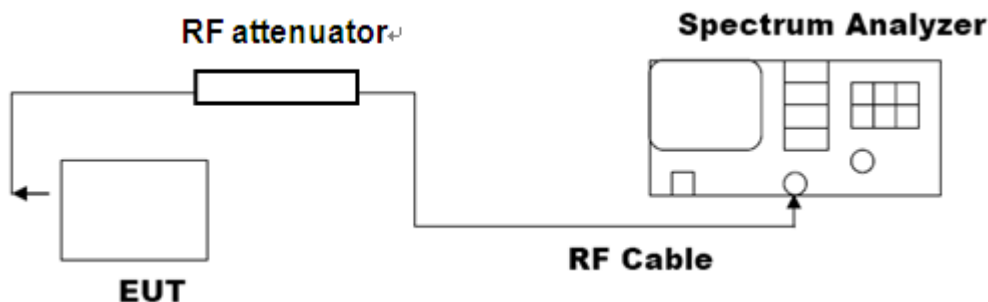 RF attenuator↵
Spectrum Analyzer
RF Cable
EUT